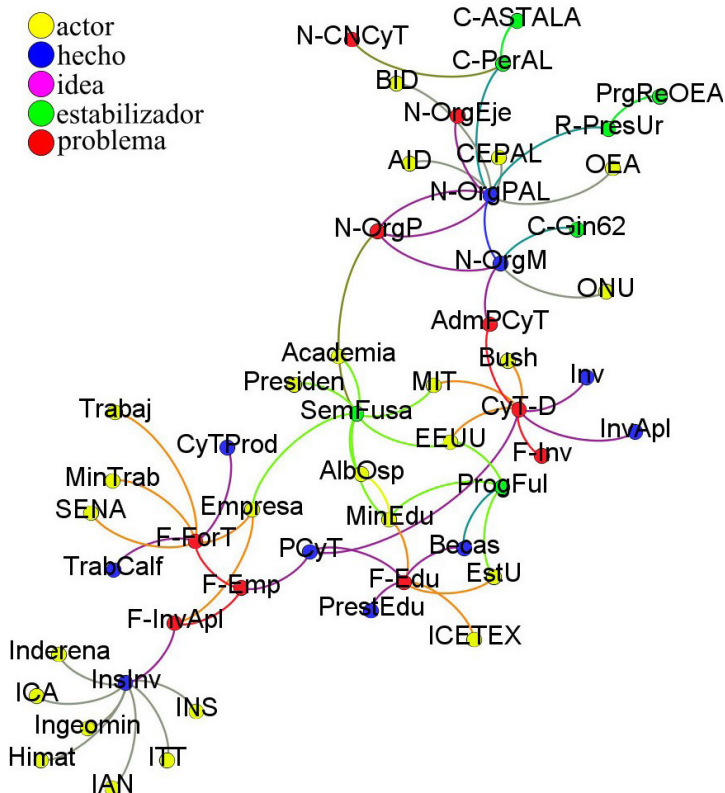 actor
hecho
idea
estabilizador
problema
C-ASTALA
N-CNCyT
C-PerAL
BID
PrgReOEA
N-OrgEje
R-PresUr
CEPAL
AID
OEA
N-OrgPAL
N-OrgP
C-Gin62
N-OrgM
ONU
AdmPCyT
Academia
Bush
Presiden
MIT
Inv
Trabaj
SemFusa
CyT-D
CyTProd
EEUU
InvApl
F-Inv
MinTrab
AlbOsp
ProgFul
SENA
Empresa
MinEdu
F-ForT
PCyT
Becas
TrabCalf
F-Emp
F-Edu
EstU
PrestEdu
F-InvApl
ICETEX
Inderena
InsInv
ICA
INS
Ingeomin
Himat
ITT
IAN